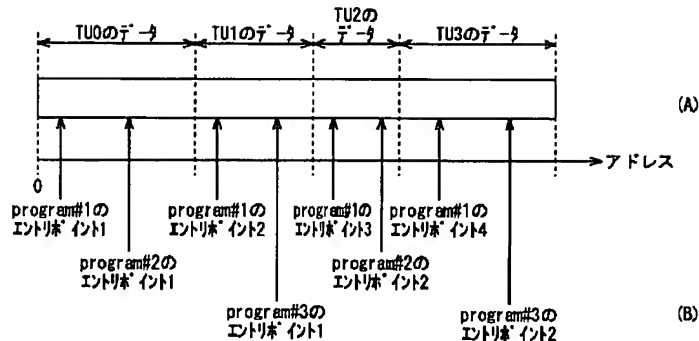 TU0のデータ
TU1のデータ
TU2の
データ
TU3のデータ
(A)
アドレス
0
program#1の
エントリポイント1
program#1の
エントリポイント2
program#1の
エントリポイント3
program#1の
エントリポイント4
program#2の
エントリポイント1
program#2の
エントリポイント2
program#3の
エントリポイント1
program#3の
エントリポイント2
(B)